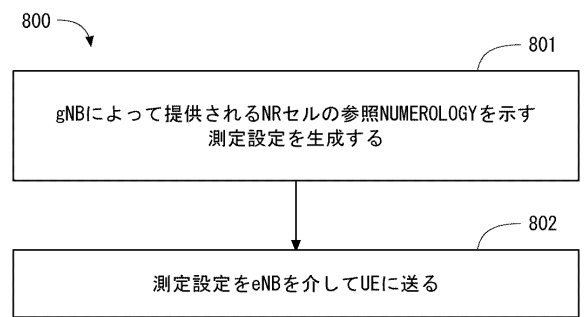 800
801
gNBによって提供されるNRセルの参照NUMEROLOGYを示す
測定設定を生成する
802
測定設定をeNBを介してUEに送る